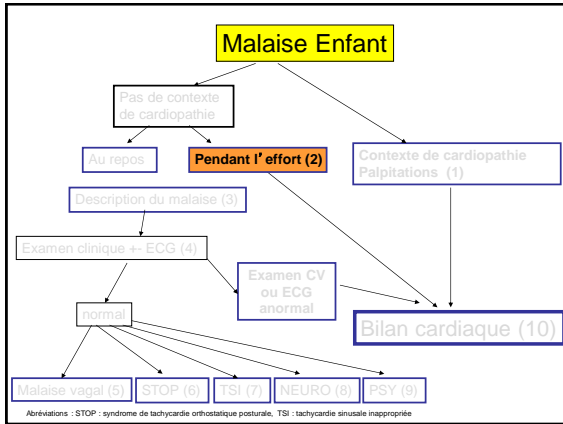 Malaise Enfant
Pas de contexte
de cardiopathie
Au repos
Pendant l'effort (2)
Contexte de cardiopathie
Palpitations (1)
Description du malaise (3)
Examen clinique +- ECG (4)
Examen CV
ou ECG
anormal
normal
Bilan cardiaque (10)
Malaise vagal (5)
STOP (6)
TSI (7)
NEURO (8)
PSY (9)
Abréviations : STOP : syndrome de tachycardie orthostatique posturale, TSI : tachycardie sinusale inappropriée